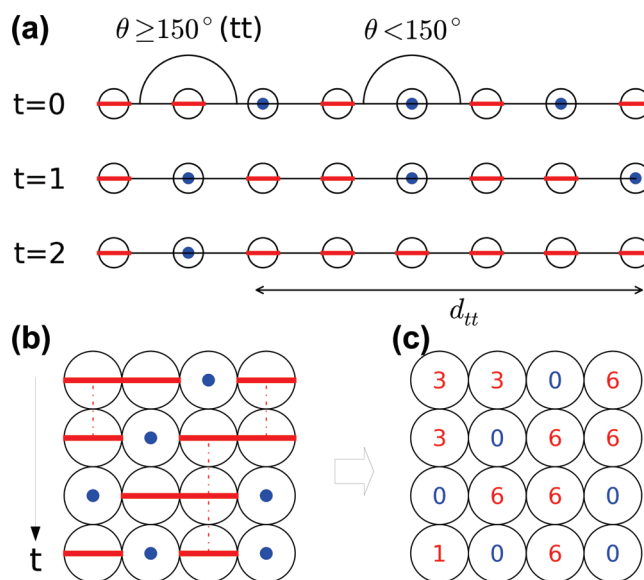 (a) θ ≥150° (tt) θ <150°
t=0
t=1
t=2
d_tt
(b) (c)
3 3 0 6
3 0 6 6
0 6 6 0
t 1 0 6 0